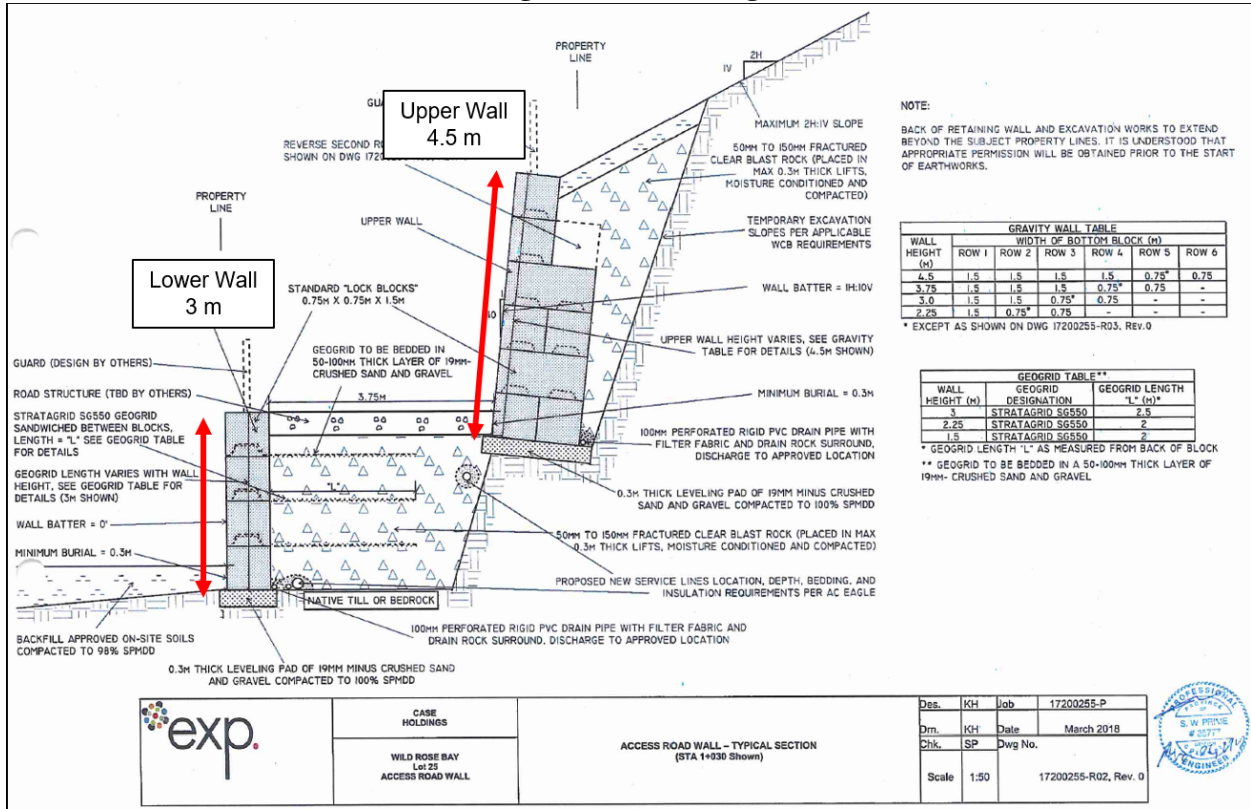 PROPERTY
LINE
2H
1V
GUA
Upper Wall
4.5 m
REVERSE SECOND RO
SHOWN ON DWG 1720
MAXIMUM 2H:1V SLOPE
50MM TO 150MM FRACTURED
CLEAR BLAST ROCK (PLACED IN
MAX 0.3M THICK LIFTS,
MOISTURE CONDITIONED AND
COMPACTED)
PROPERTY
LINE
UPPER WALL
TEMPORARY EXCAVATION
SLOPES PER APPLICABLE
WCB REQUIREMENTS
Lower Wall
3 m
STANDARD "LOCK BLOCKS"
0.75M X 0.75M X 1.5M
WALL BATTER = 1H:10V
10
UPPER WALL HEIGHT VARIES, SEE GRAVITY
TABLE FOR DETAILS (4.5M SHOWN)
GEOGRID TO BE BEDDED IN
50-100MM THICK LAYER OF 19MM-
CRUSHED SAND AND GRAVEL
GUARD (DESIGN BY OTHERS)
3.75M
MINIMUM BURIAL = 0.3M
ROAD STRUCTURE (TBD BY OTHERS)
STRATAGRID SG550 GEOGRID
SANDWICHED BETWEEN BLOCKS,
LENGTH = "L" SEE GEOGRID TABLE
FOR DETAILS
100MM PERFORATED RIGID PVC DRAIN PIPE WITH
FILTER FABRIC AND DRAIN ROCK SURROUND,
DISCHARGE TO APPROVED LOCATION
GEOGRID LENGTH VARIES WITH WALL
HEIGHT, SEE GEOGRID TABLE FOR
DETAILS (3M SHOWN)
"L"
0.3M THICK LEVELING PAD OF 19MM MINUS CRUSHED
SAND AND GRAVEL COMPACTED TO 100% SPMDD
WALL BATTER = 0°
50MM TO 150MM FRACTURED CLEAR BLAST ROCK (PLACED IN MAX
0.3M THICK LIFTS, MOISTURE CONDITIONED AND COMPACTED)
MINIMUM BURIAL = 0.3M
PROPOSED NEW SERVICE LINES LOCATION, DEPTH, BEDDING, AND
INSULATION REQUIREMENTS PER AC EAGLE
NATIVE TILL OR BEDROCK
BACKFILL APPROVED ON-SITE SOILS
COMPACTED TO 98% SPMDD
100MM PERFORATED RIGID PVC DRAIN PIPE WITH FILTER FABRIC AND
DRAIN ROCK SURROUND. DISCHARGE TO APPROVED LOCATION
0.3M THICK LEVELING PAD OF 19MM MINUS CRUSHED SAND
AND GRAVEL COMPACTED TO 100% SPMDD
NOTE:
BACK OF RETAINING WALL AND EXCAVATION WORKS TO EXTEND
BEYOND THE SUBJECT PROPERTY LINES. IT IS UNDERSTOOD THAT
APPROPRIATE PERMISSION WILL BE OBTAINED PRIOR TO THE START
OF EARTHWORKS.
GRAVITY WALL TABLE
WALL HEIGHT (M) WIDTH OF BOTTOM BLOCK (M)
ROW 1 ROW 2 ROW 3 ROW 4 ROW 5 ROW 6
4.5 1.5 1.5 1.5 1.5 0.75* 0.75
3.75 1.5 1.5 1.5 0.75* 0.75 -
3.0 1.5 1.5 0.75* 0.75 - -
2.25 1.5 0.75* 0.75 - - -
* EXCEPT AS SHOWN ON DWG 17200255-R03, REV.0
GEOGRID TABLE**
WALL HEIGHT (M) GEOGRID DESIGNATION GEOGRID LENGTH "L" (M)*
3 STRATAGRID SG550 2.5
2.25 STRATAGRID SG550 2
1.5 STRATAGRID SG550 2
* GEOGRID LENGTH "L" AS MEASURED FROM BACK OF BLOCK
** GEOGRID TO BE BEDDED IN A 50-100MM THICK LAYER OF
19MM- CRUSHED SAND AND GRAVEL
exp.
CASE
HOLDINGS
WILD ROSE BAY
Lot 25
ACCESS ROAD WALL
ACCESS ROAD WALL – TYPICAL SECTION
(STA 1+030 Shown)
Des. KH Job 17200255-P
Drn. KH Date March 2018
Chk. SP Dwg No.
Scale 1:50 17200255-R02, Rev. 0
PROFESSIONAL
PROVINCE
OF
S. W. PRIVE
# 35777
ENGINEER